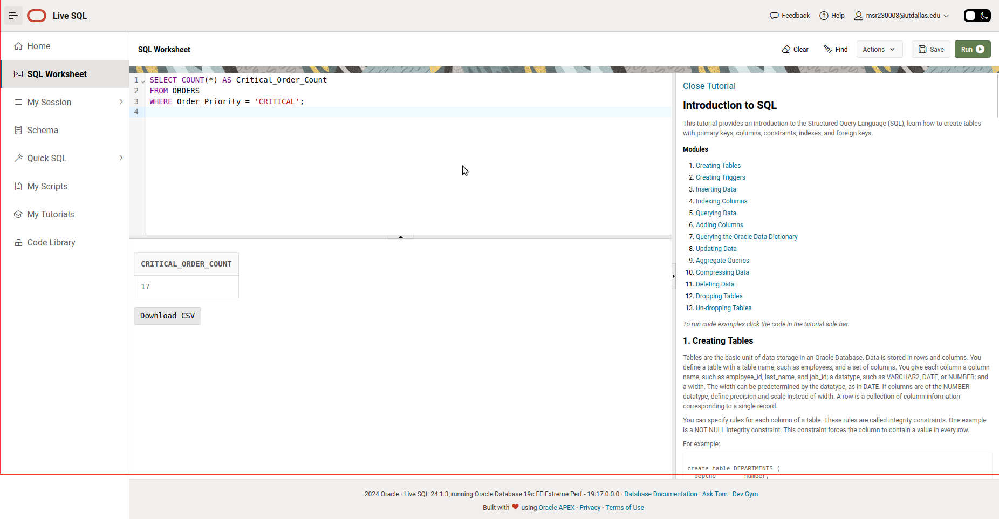 Live SQL
Feedback
Help
msr230008@utdallas.edu
Home
SQL Worksheet
My Session
Schema
Quick SQL
My Scripts
My Tutorials
Code Library
SQL Worksheet
Clear
Find
Actions
Save
Run
1 SELECT COUNT(*) AS Critical_Order_Count
2 FROM ORDERS
3 WHERE Order_Priority = 'CRITICAL';
4
CRITICAL_ORDER_COUNT
17
Download CSV
Close Tutorial
Introduction to SQL
This tutorial provides an introduction to the Structured Query Language (SQL), learn how to create tables
with primary keys, columns, constraints, indexes, and foreign keys.
Modules
1. Creating Tables
2. Creating Triggers
3. Inserting Data
4. Indexing Columns
5. Querying Data
6. Adding Columns
7. Querying the Oracle Data Dictionary
8. Updating Data
9. Aggregate Queries
10. Compressing Data
11. Deleting Data
12. Dropping Tables
13. Un-dropping Tables
To run code examples click the code in the tutorial side bar.
1. Creating Tables
Tables are the basic unit of data storage in an Oracle Database. Data is stored in rows and columns. You
define a table with a table name, such as employees, and a set of columns. You give each column a column
name, such as employee_id, last_name, and job_id; a datatype, such as VARCHAR2, DATE, or NUMBER; and
a width. The width can be predetermined by the datatype, as in DATE. If columns are of the NUMBER
datatype, define precision and scale instead of width. A row is a collection of column information
corresponding to a single record.
You can specify rules for each column of a table. These rules are called integrity constraints. One example
is a NOT NULL integrity constraint. This constraint forces the column to contain a value in every row.
For example:
create table DEPARTMENTS (
deptno number,
2024 Oracle · Live SQL 24.1.3, running Oracle Database 19c EE Extreme Perf - 19.17.0.0.0 · Database Documentation · Ask Tom · Dev Gym
Built with ❤ using Oracle APEX · Privacy · Terms of Use